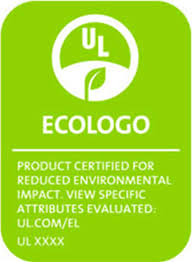 UL
ECOLOGO
PRODUCT CERTIFIED FOR
REDUCED ENVIRONMENTAL
IMPACT. VIEW SPECIFIC
ATTRIBUTES EVALUATED:
UL.COM/EL
UL XXXX